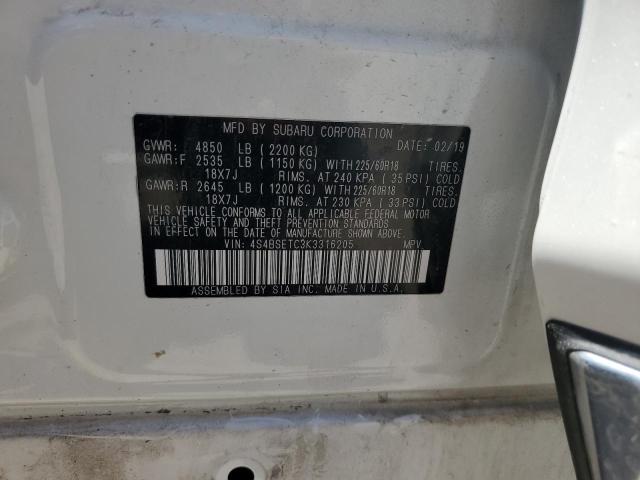 MFD BY SUBARU CORPORATION
GVWR: 4850 LB (2200 KG) DATE: 02/19
GAWR:F 2535 LB (1150 KG) WITH 225/60R18 TIRES.
18X7J RIMS. AT 240 KPA (35 PSI) COLD
GAWR:R 2645 LB (1200 KG) WITH 225/60R18 TIRES.
18X7J RIMS. AT 230 KPA (33 PSI) COLD
THIS VEHICLE CONFORMS TO ALL APPLICABLE FEDERAL MOTOR
VEHICLE SAFETY AND THEFT PREVENTION STANDARDS
IN EFFECT ON THE DATE OF MANUFACTURE SHOWN ABOVE.
VIN: 4S4BSETC3K3316205 MPV
ASSEMBLED BY SIA INC. IN U.S.A.